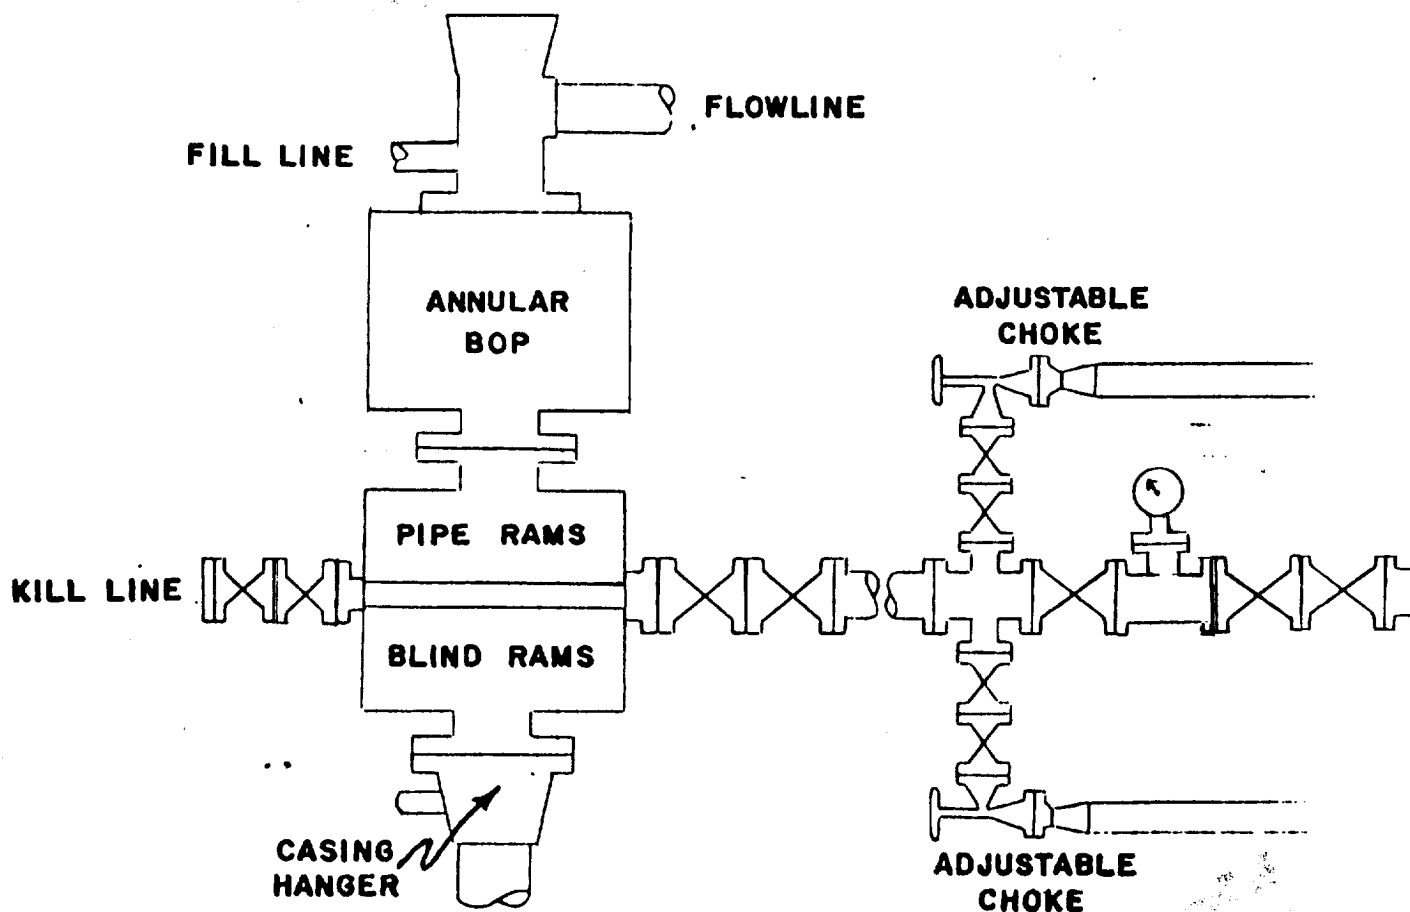 FLOWLINE
FILL LINE
ANNULAR
BOP
ADJUSTABLE
CHOKE
PIPE RAMS
KILL LINE
BLIND RAMS
CASING
HANGER
ADJUSTABLE
CHOKE